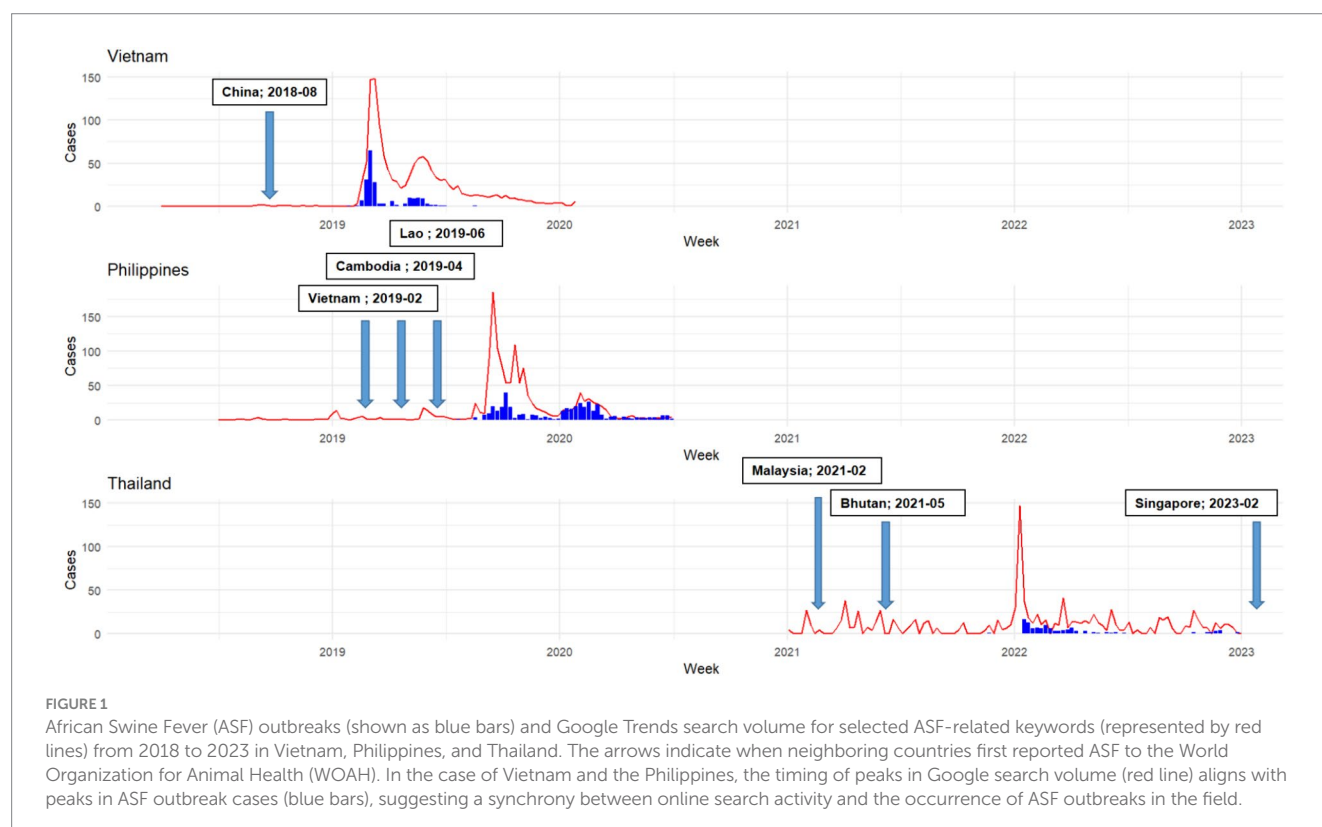 Vietnam
150
China; 2018-08
100
Cases
50
0
2019
2020
2021
2022
2023
Week
Lao ; 2019-06
Philippines
Cambodia ; 2019-04
Vietnam ; 2019-02
150
100
Cases
50
0
2019
2020
2021
2022
2023
Week
Malaysia; 2021-02
Thailand
Bhutan; 2021-05
Singapore; 2023-02
150
100
Cases
50
0
2019
2020
2021
2022
2023
Week
FIGURE 1
African Swine Fever (ASF) outbreaks (shown as blue bars) and Google Trends search volume for selected ASF-related keywords (represented by red
lines) from 2018 to 2023 in Vietnam, Philippines, and Thailand. The arrows indicate when neighboring countries first reported ASF to the World
Organization for Animal Health (WOAH). In the case of Vietnam and the Philippines, the timing of peaks in Google search volume (red line) aligns with
peaks in ASF outbreak cases (blue bars), suggesting a synchrony between online search activity and the occurrence of ASF outbreaks in the field.